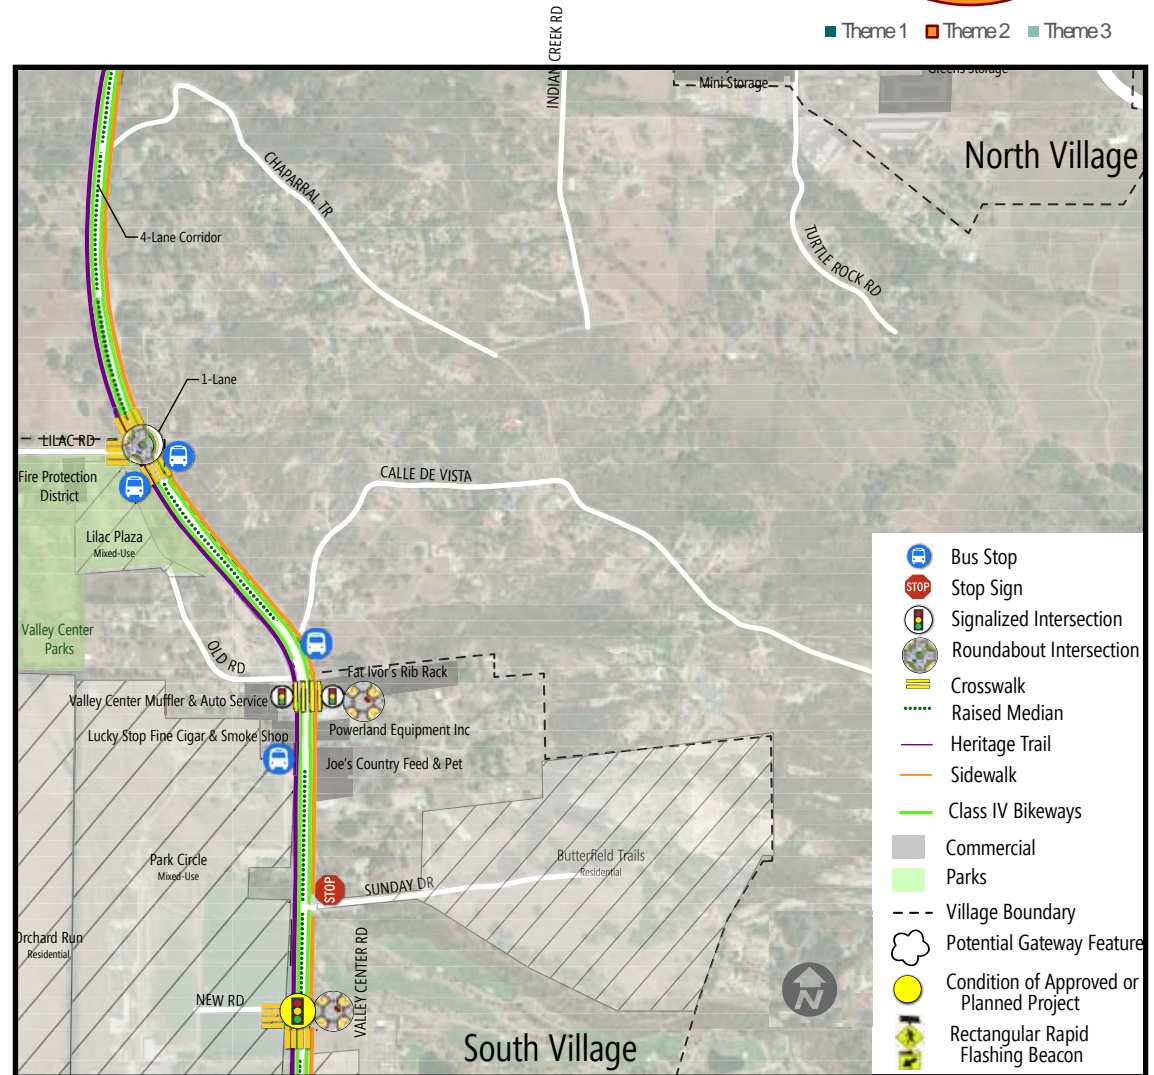 Theme 1 Theme 2 Theme 3
INDIAN CREEK RD
Mini Storage
Greens Storage
North Village
CHAPARRAL TR
4-Lane Corridor
TURTLE ROCK RD
1-Lane
LILAC RD
Fire Protection
District
CALLE DE VISTA
Lilac Plaza
Mixed-Use
Valley Center
Parks
OLD RD
Fat Ivor's Rib Rack
Valley Center Muffler & Auto Service
Lucky Stop Fine Cigar & Smoke Shop
Powerland Equipment Inc
Joe's Country Feed & Pet
Park Circle
Mixed-Use
Butterfield Trails
Residential
STOP
SUNDAY DR
Orchard Run
Residential
NEW RD
VALLEY CENTER RD
South Village
N
Bus Stop
STOP
Stop Sign
Signalized Intersection
Roundabout Intersection
Crosswalk
Raised Median
Heritage Trail
Sidewalk
Class IV Bikeways
Commercial
Parks
Village Boundary
Potential Gateway Feature
Condition of Approved or
Planned Project
Rectangular Rapid
Flashing Beacon